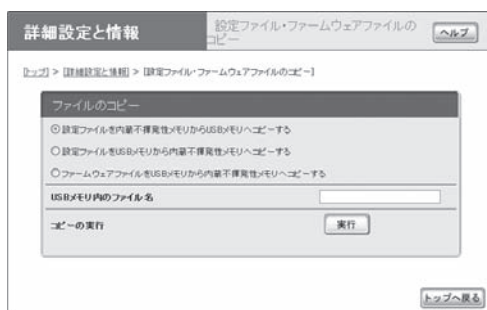 詳細設定と情報
設定ファイル・ファームウェアファイルの
コピー
ヘルプ
[トップ] > [詳細設定と情報] > [設定ファイル・ファームウェアファイルのコピー]
ファイルのコピー
設定ファイルを内蔵不揮発性メモリからUSBメモリへコピーする
設定ファイルをUSBメモリから内蔵不揮発性メモリへコピーする
ファームウェアファイルをUSBメモリから内蔵不揮発性メモリへコピーする
USBメモリ内のファイル名
コピーの実行
実行
トップへ戻る